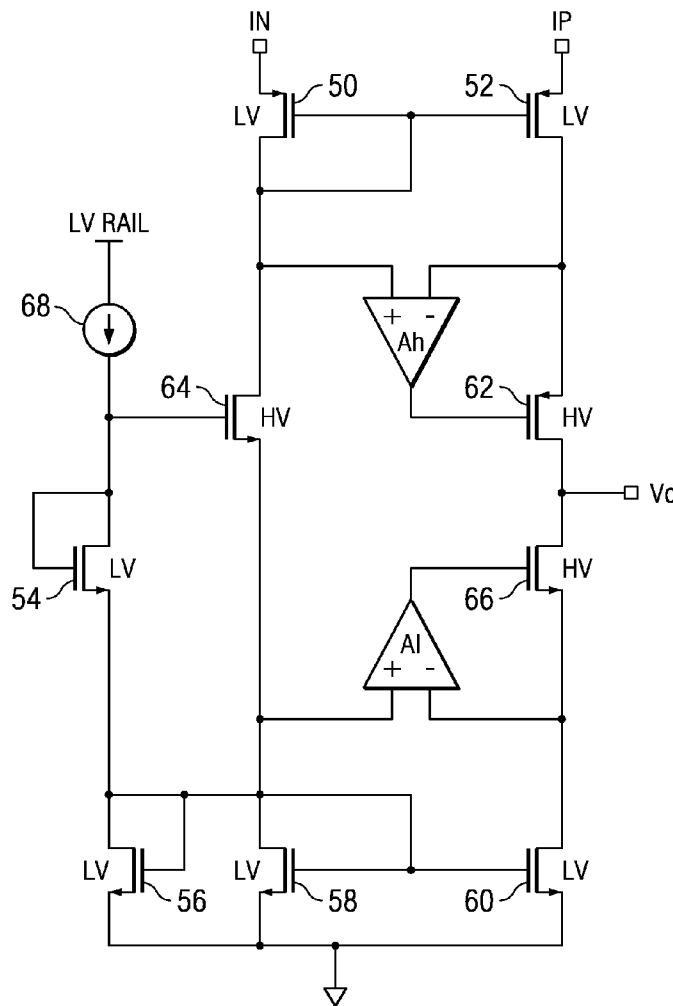 IN IP
50 52
LV LV
LV RAIL
68
+ - 
Ah
64 62
HV HV
Vo
LV HV
54 66
Al
+ -
LV LV LV
56 58 60